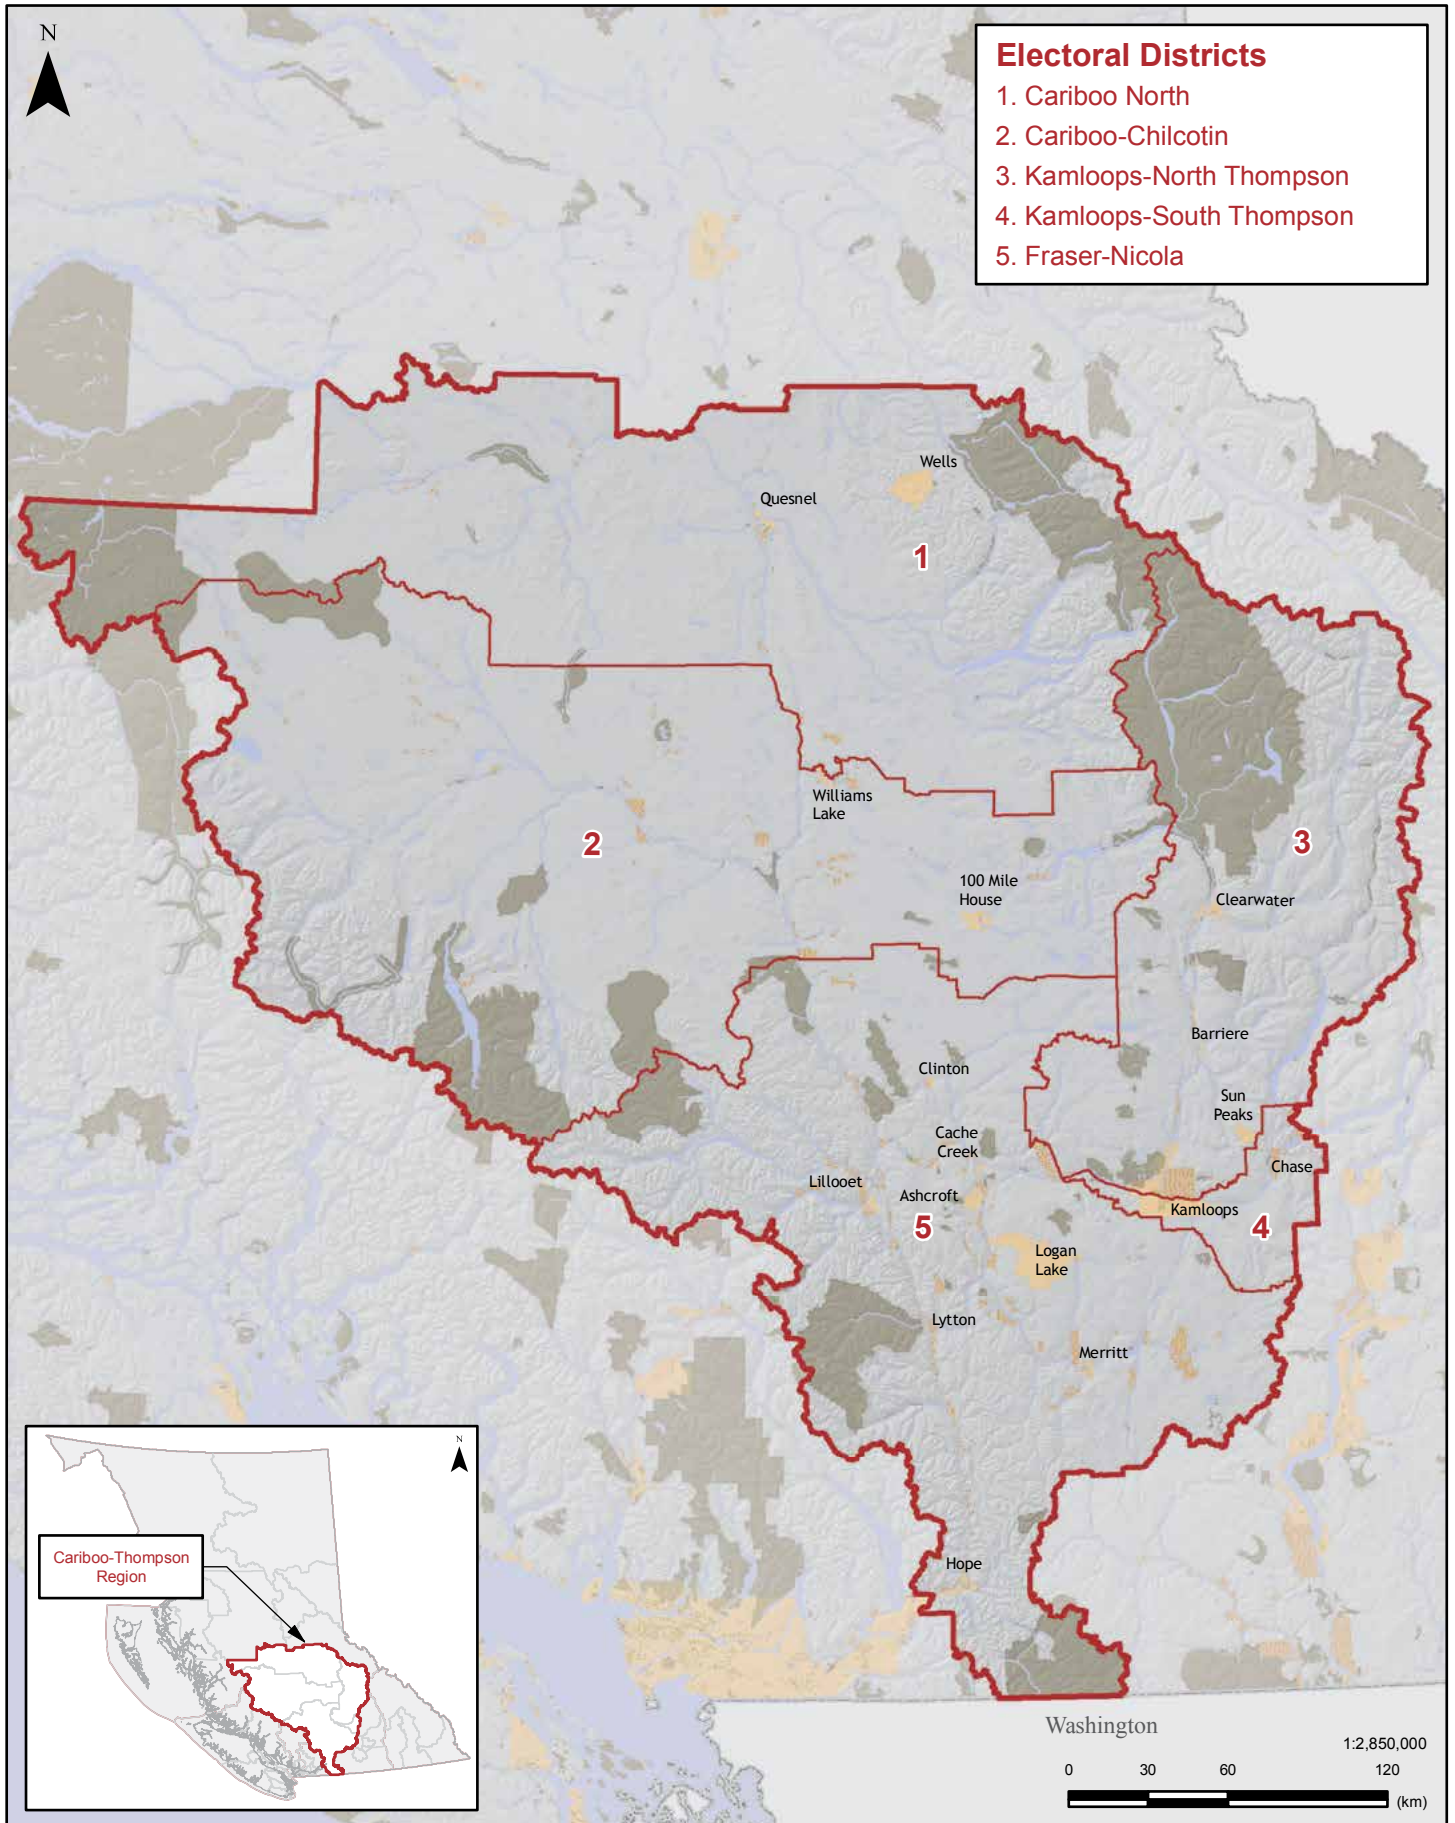 N
Electoral Districts
1. Cariboo North
2. Cariboo-Chilcotin
3. Kamloops-North Thompson
4. Kamloops-South Thompson
5. Fraser-Nicola
Wells
Quesnel
1
Williams
Lake
2
3
100 Mile
House
Clearwater
Barriere
Clinton
Sun
Peaks
Cache
Creek
Chase
Lillooet
Ashcroft
Kamloops
5
4
Logan
Lake
Lytton
Merritt
N
Cariboo-Thompson
Region
Hope
Washington
1:2,850,000
0 30 60 120
(km)